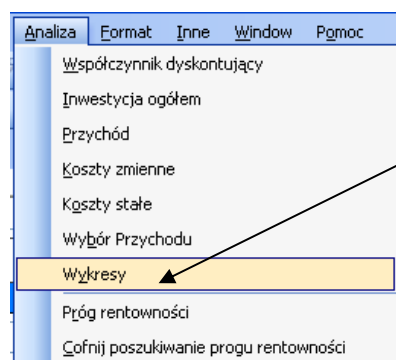 Analiza Format Inne Window Pomoc
Współczynnik dyskontujący
Inwestycja ogółem
Przychód
Koszty zmienne
Koszty stałe
Wybór Przychodu
Wykresy
Próg rentowności
Cofnij poszukiwanie progu rentowności